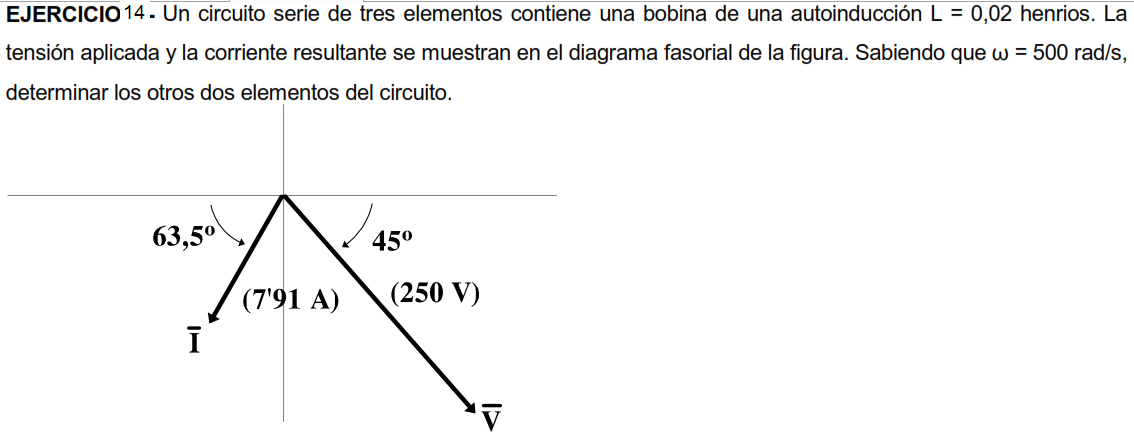 EJERCICIO 14 - Un circuito serie de tres elementos contiene una bobina de una autoinducción L = 0,02 henrios. La
tensión aplicada y la corriente resultante se muestran en el diagrama fasorial de la figura. Sabiendo que ω = 500 rad/s,
determinar los otros dos elementos del circuito.
63,5º
45º
(7'91 A)
(250 V)
I̅
V̅